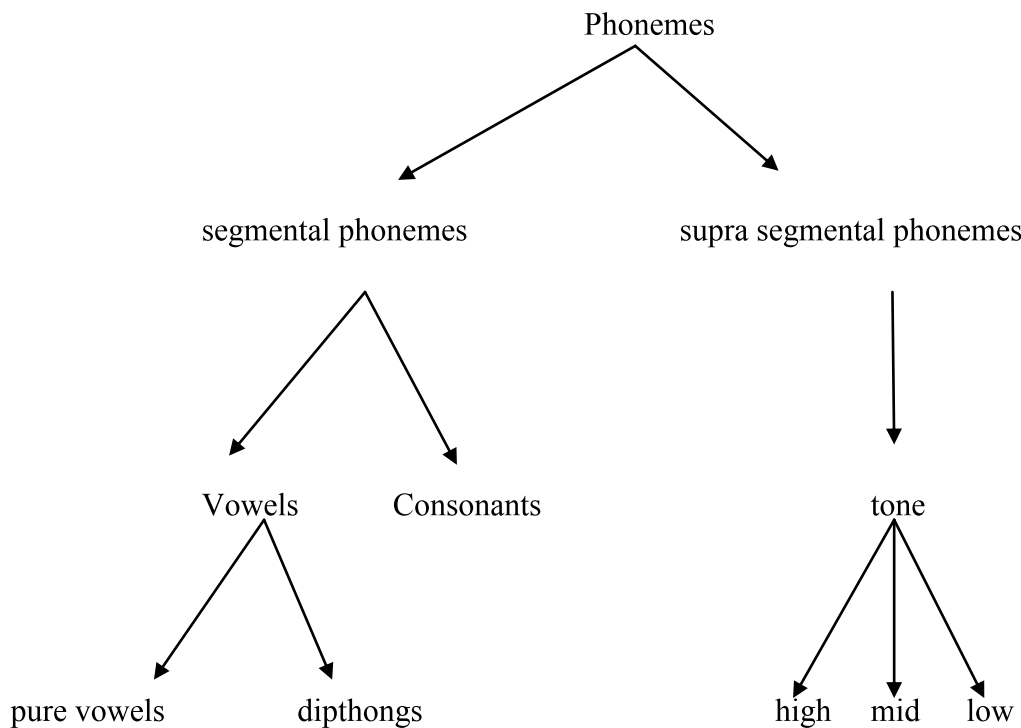 Phonemes
segmental phonemes supra segmental phonemes
Vowels Consonants tone
pure vowels dipthongs high mid low